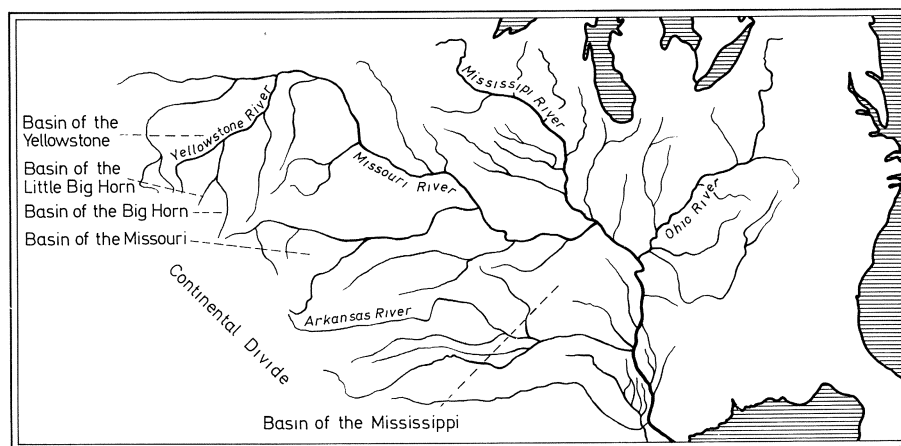 Mississipi River
Basin of the
Yellowstone
Yellowstone River
Basin of the
Little Big Horn
Missouri River
Basin of the Big Horn
Basin of the Missouri
Ohio River
Continental Divide
Arkansas River
Basin of the Mississippi